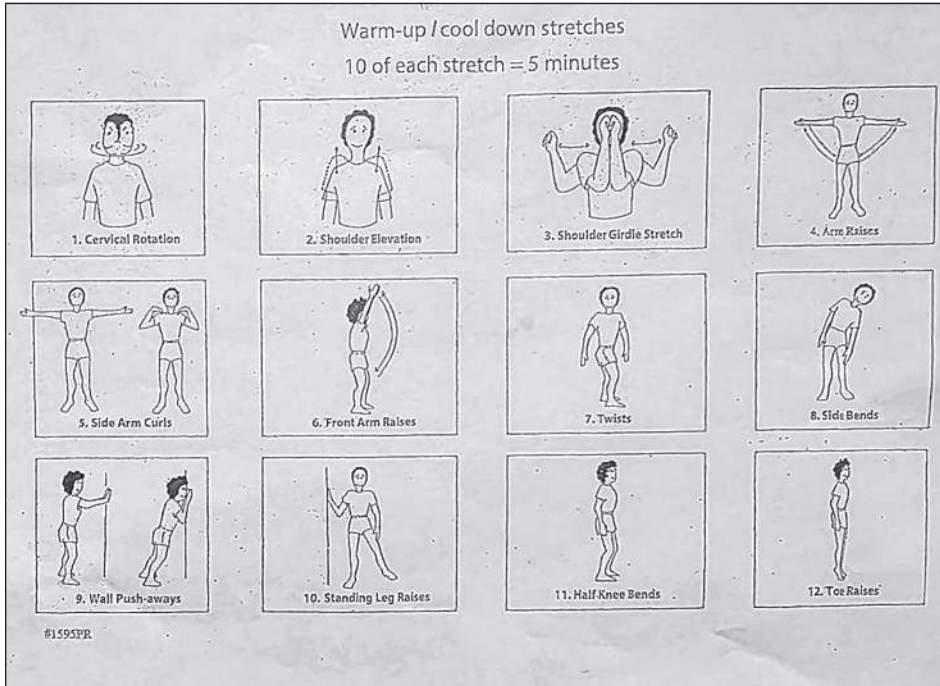 Warm-up / cool down stretches
10 of each stretch = 5 minutes
1. Cervical Rotation
2. Shoulder Elevation
3. Shoulder Girdle Stretch
4. Arm Raises
5. Side Arm Curls
6. Front Arm Raises
7. Twists
8. Side Bends
9. Wall Push-aways
10. Standing Leg Raises
11. Half Knee Bends
12. Toe Raises
#1595PR